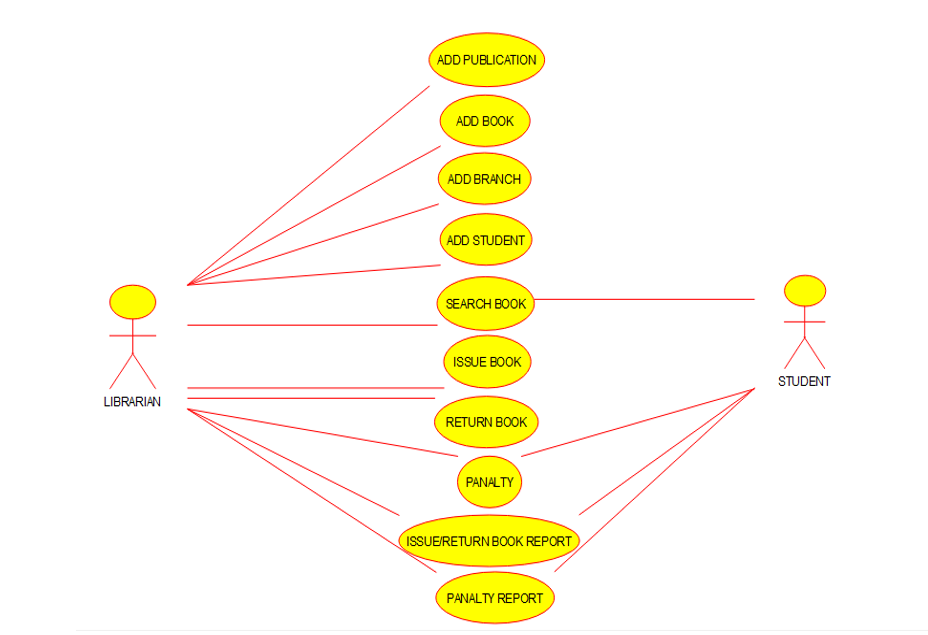 ADD PUBLICATION
ADD BOOK
ADD BRANCH
ADD STUDENT
SEARCH BOOK
ISSUE BOOK
STUDENT
LIBRARIAN
RETURN BOOK
PANALTY
ISSUE/RETURN BOOK REPORT
PANALTY REPORT